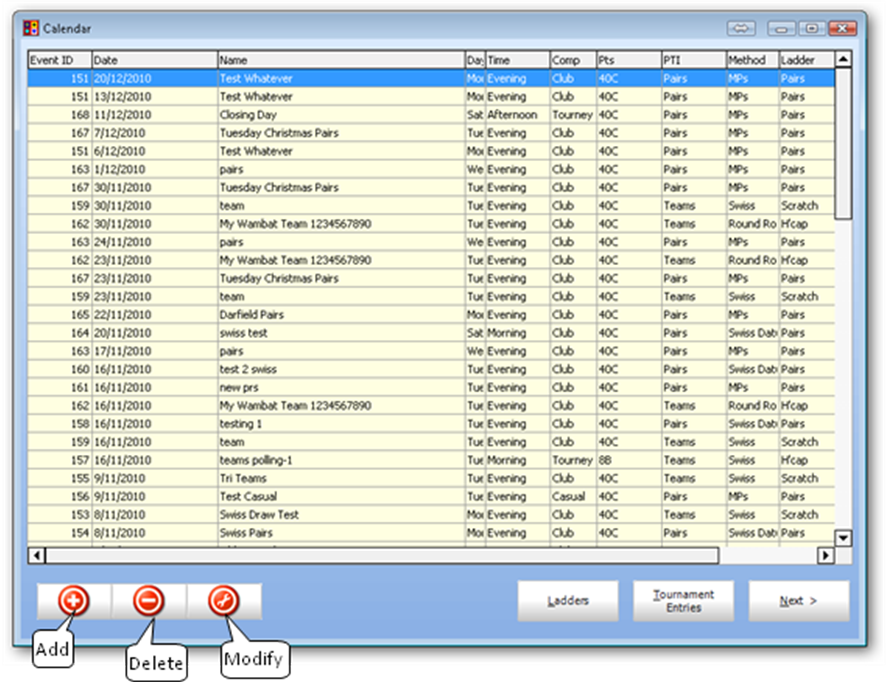 Calendar
Event ID Date Name Day Time Comp Pts PTI Method Ladder
151 20/12/2010 Test Whatever Mo Evening Club 40C Pairs MPs Pairs
151 13/12/2010 Test Whatever Mo Evening Club 40C Pairs MPs Pairs
168 11/12/2010 Closing Day Sat Afternoon Tourney 40C Pairs MPs Pairs
167 7/12/2010 Tuesday Christmas Pairs Tue Evening Club 40C Pairs MPs Pairs
151 6/12/2010 Test Whatever Mo Evening Club 40C Pairs MPs Pairs
163 1/12/2010 pairs We Evening Club 40C Pairs MPs Pairs
167 30/11/2010 Tuesday Christmas Pairs Tue Evening Club 40C Pairs MPs Pairs
159 30/11/2010 team Tue Evening Club 40C Teams Swiss Scratch
162 30/11/2010 My Wambat Team 1234567890 Tue Evening Club 40C Teams Round Ro H'cap
163 24/11/2010 pairs We Evening Club 40C Pairs MPs Pairs
162 23/11/2010 My Wambat Team 1234567890 Tue Evening Club 40C Teams Round Ro H'cap
167 23/11/2010 Tuesday Christmas Pairs Tue Evening Club 40C Pairs MPs Pairs
159 23/11/2010 team Tue Evening Club 40C Teams Swiss Scratch
165 22/11/2010 Darfield Pairs Mo Evening Club 40C Pairs MPs Pairs
164 20/11/2010 swiss test Sat Morning Club 40C Pairs Swiss Dat Pairs
163 17/11/2010 pairs We Evening Club 40C Pairs MPs Pairs
160 16/11/2010 test 2 swiss Tue Evening Club 40C Pairs Swiss Dat Pairs
161 16/11/2010 new prs Tue Evening Club 40C Pairs MPs Pairs
162 16/11/2010 My Wambat Team 1234567890 Tue Evening Club 40C Teams Round Ro H'cap
158 16/11/2010 testing 1 Tue Evening Club 40C Pairs Swiss Dat Pairs
159 16/11/2010 team Tue Evening Club 40C Teams Swiss Scratch
157 16/11/2010 teams polling-1 Tue Morning Tourney 8B Teams Swiss H'cap
155 9/11/2010 Tri Teams Tue Evening Club 40C Teams Swiss Scratch
156 9/11/2010 Test Casual Tue Evening Casual 40C Pairs MPs Pairs
153 8/11/2010 Swiss Draw Test Mo Evening Club 40C Teams Swiss Scratch
154 8/11/2010 Swiss Pairs Mo Evening Club 40C Pairs Swiss Dat Pairs
Ladders
Tournament
Entries
Next >
Add
Delete
Modify